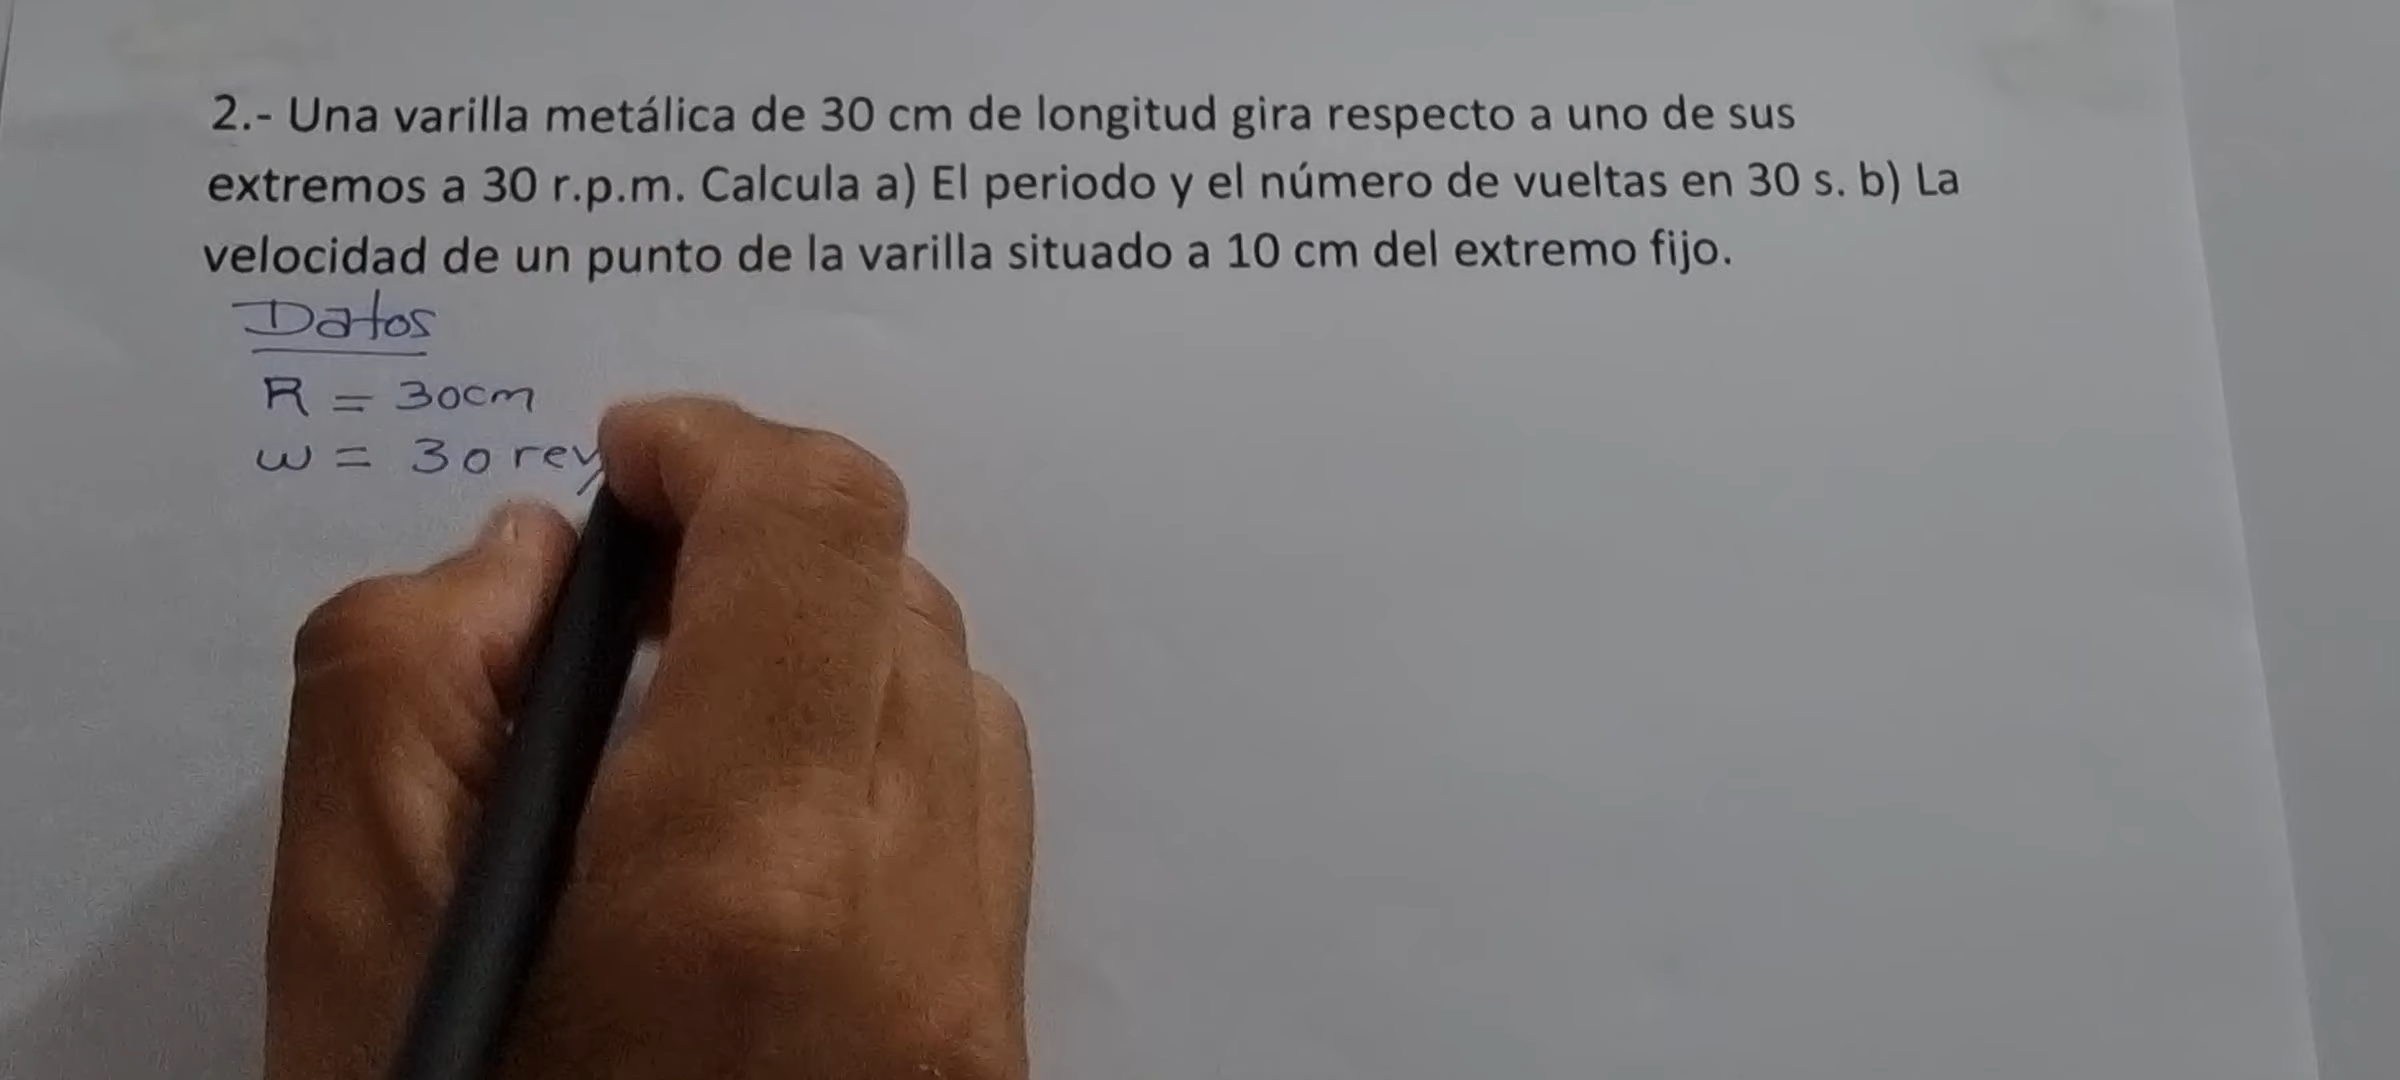 2.- Una varilla metálica de 30 cm de longitud gira respecto a uno de sus
extremos a 30 r.p.m. Calcula a) El periodo y el número de vueltas en 30 s. b) La
velocidad de un punto de la varilla situado a 10 cm del extremo fijo.
Datos
R = 30cm
ω = 30 rev/